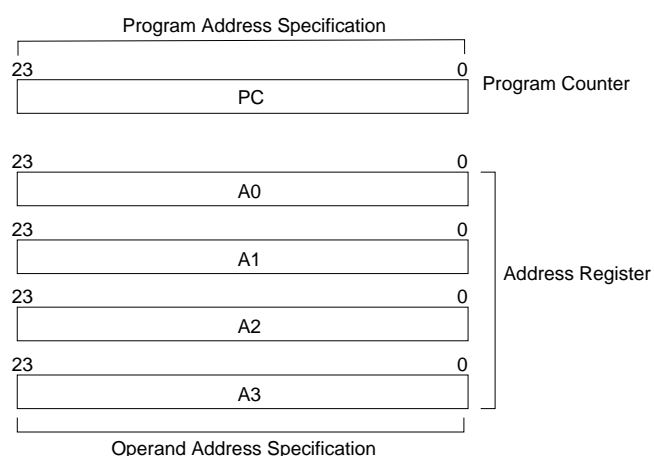 Program Address Specification
23 0
PC
Program Counter
23 0
A0
23 0
A1
Address Register
23 0
A2
23 0
A3
Operand Address Specification